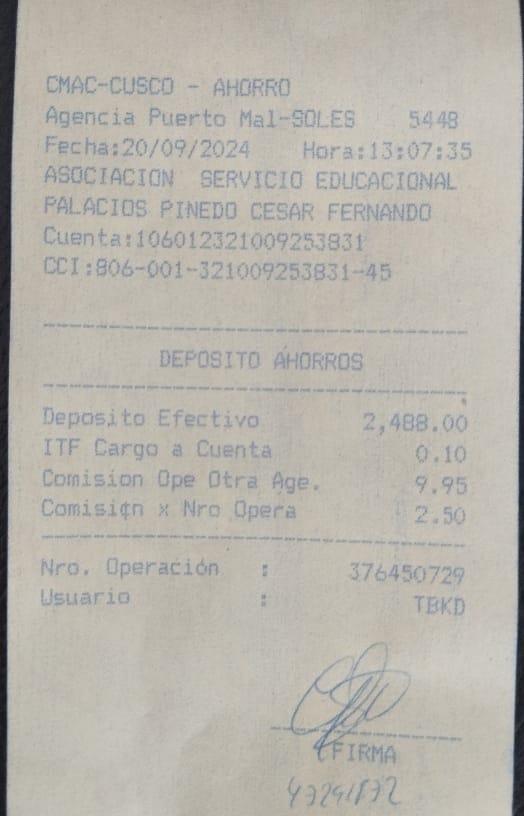 CMAC-CUSCO - AHORRO
Agencia Puerto Mal-SOLES 5448
Fecha:20/09/2024 Hora:13:07:35
ASOCIACION SERVICIO EDUCACIONAL
PALACIOS PINEDO CESAR FERNANDO
Cuenta:106012321009253831
CCI:806-001-321009253831-45
DEPOSITO AHORROS
Deposito Efectivo 2,488.00
ITF Cargo a Cuenta 0.10
Comision Ope Otra Age. 9.95
Comisi¢n x Nro Opera 2.50
Nro. Operación : 376450729
Usuario : TBKD
FIRMA